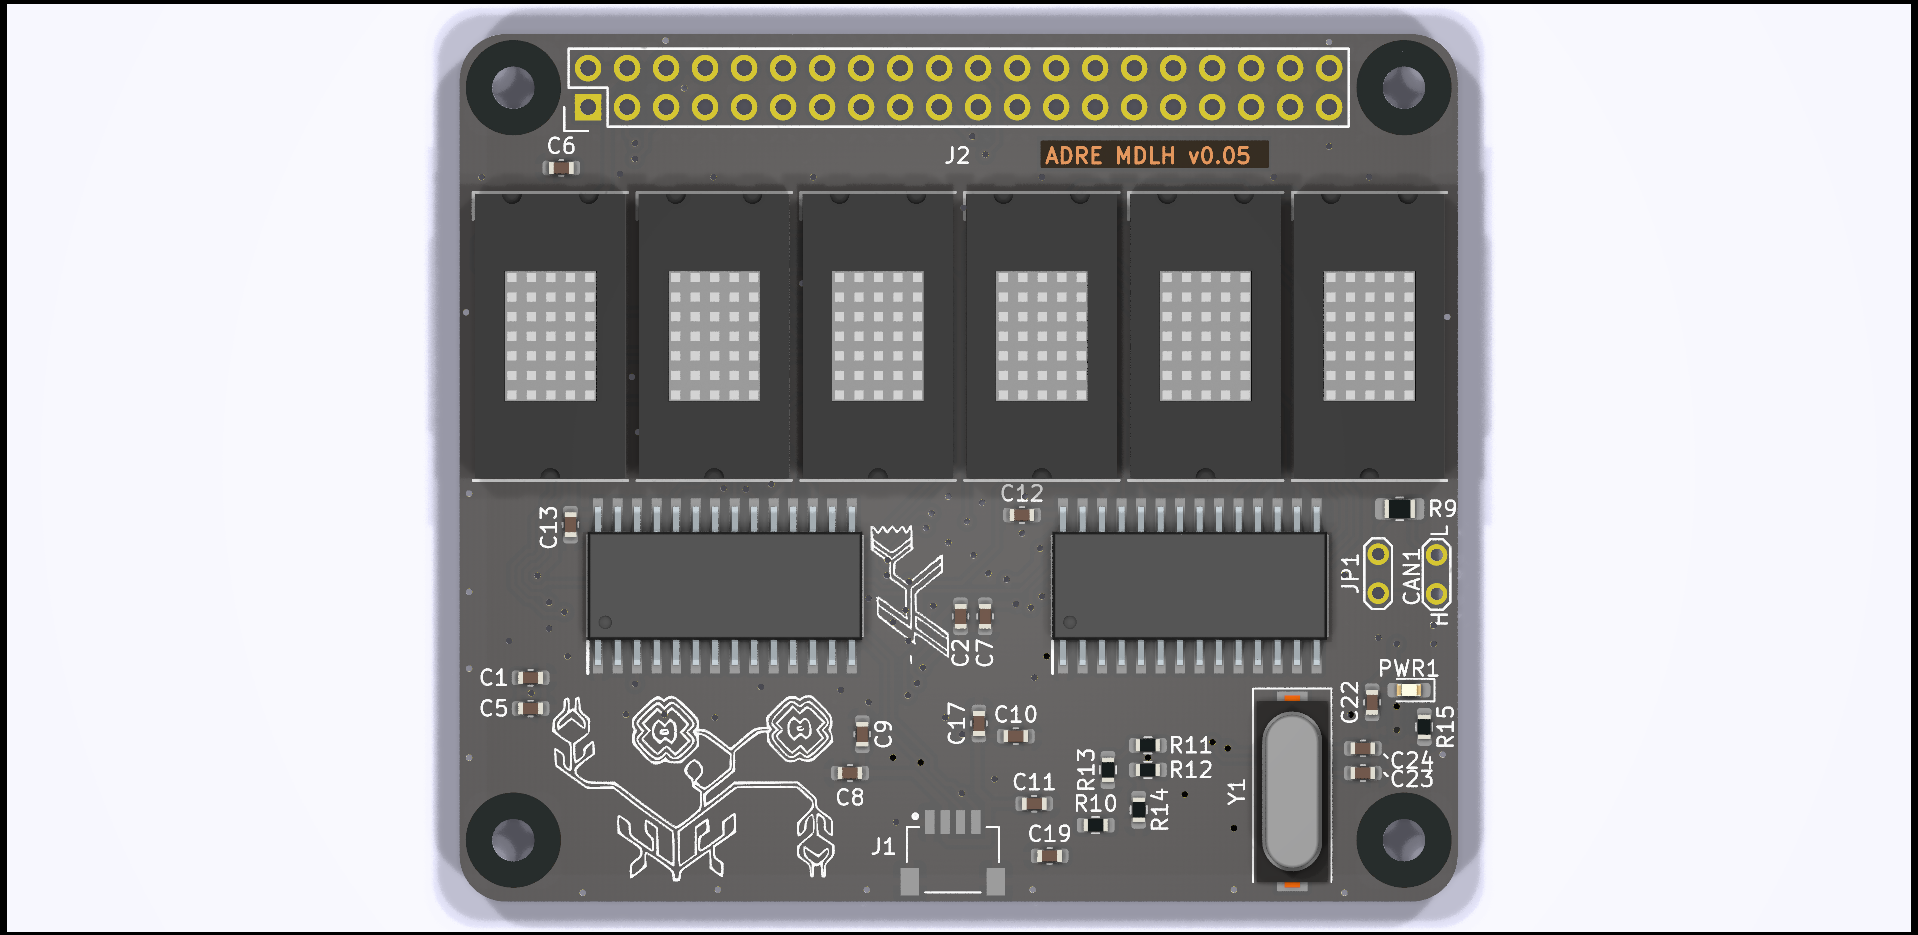 C6
J2
ADRE MDLH v0.05
C12
C13
R9
L
JP1
CAN1
H
C2
C7
C1
C5
PWR1
C22
R15
C9
C17
C10
R11
R13
R12
C24
C23
C8
C11
R10
R14
Y1
C19
J1